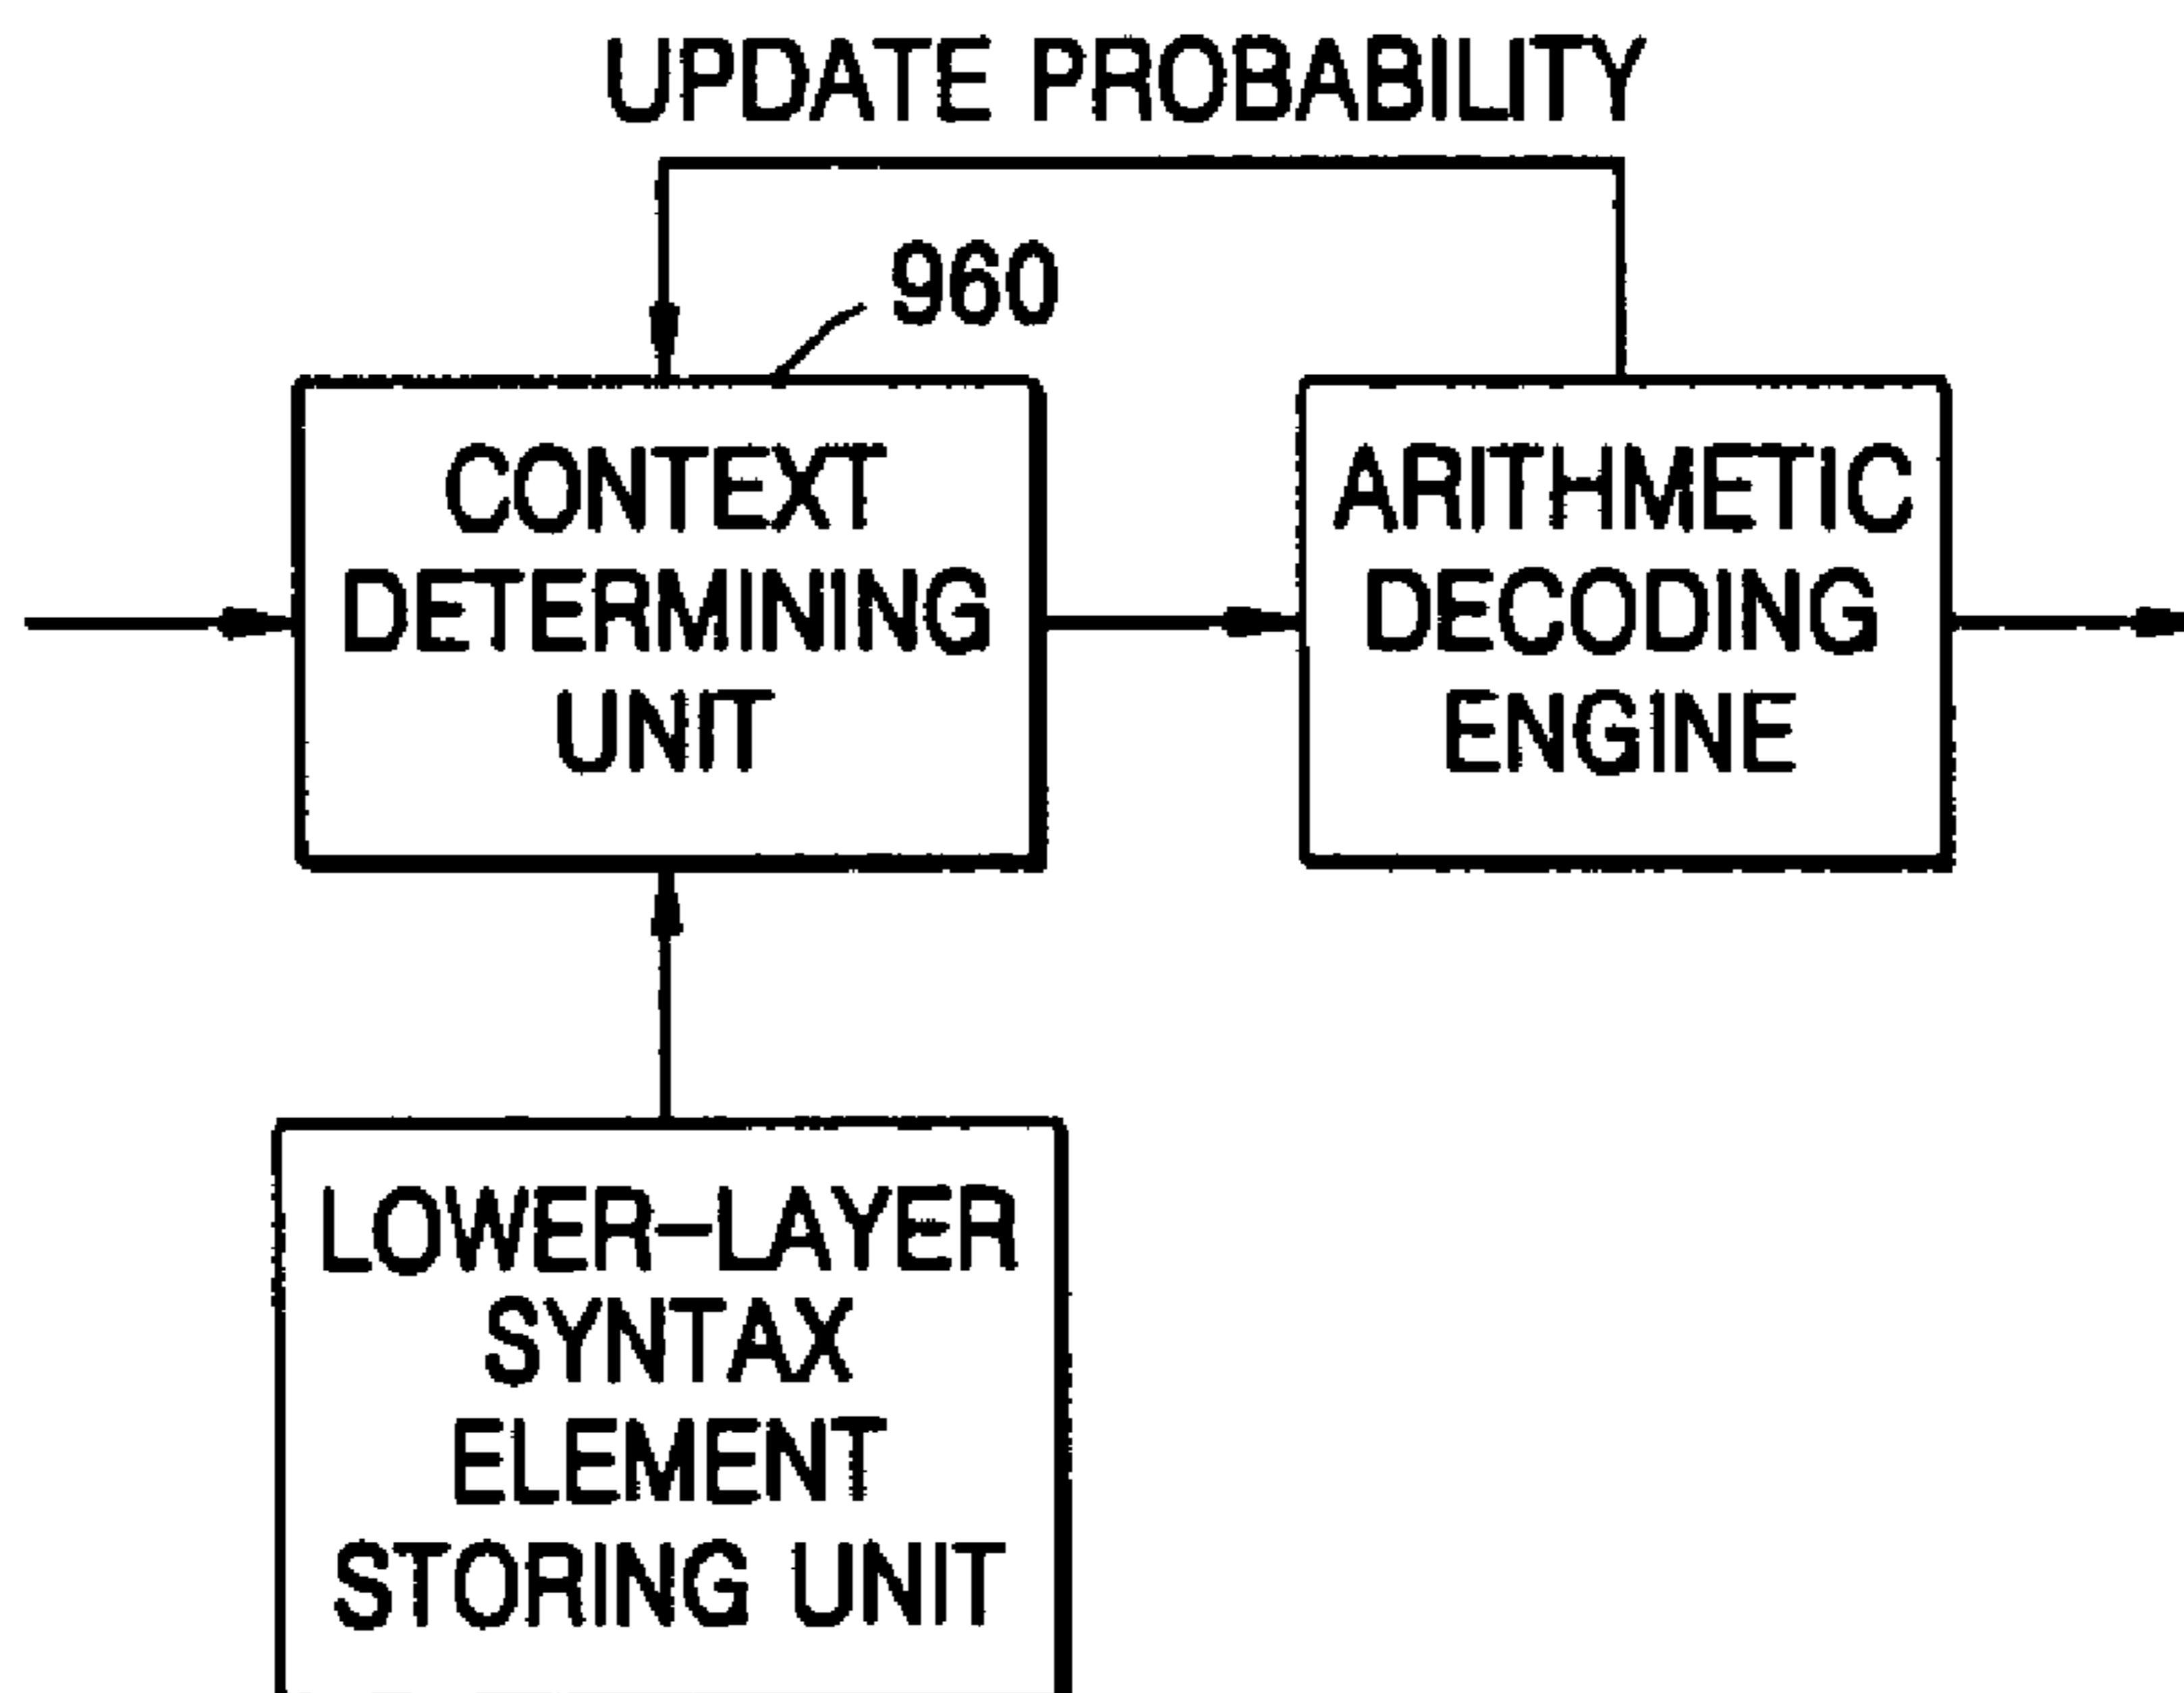 UPDATE PROBABILITY
960
CONTEXT
DETERMINING
UNIT
ARITHMETIC
DECODING
ENGINE
LOWER-LAYER
SYNTAX
ELEMENT
STORING UNIT